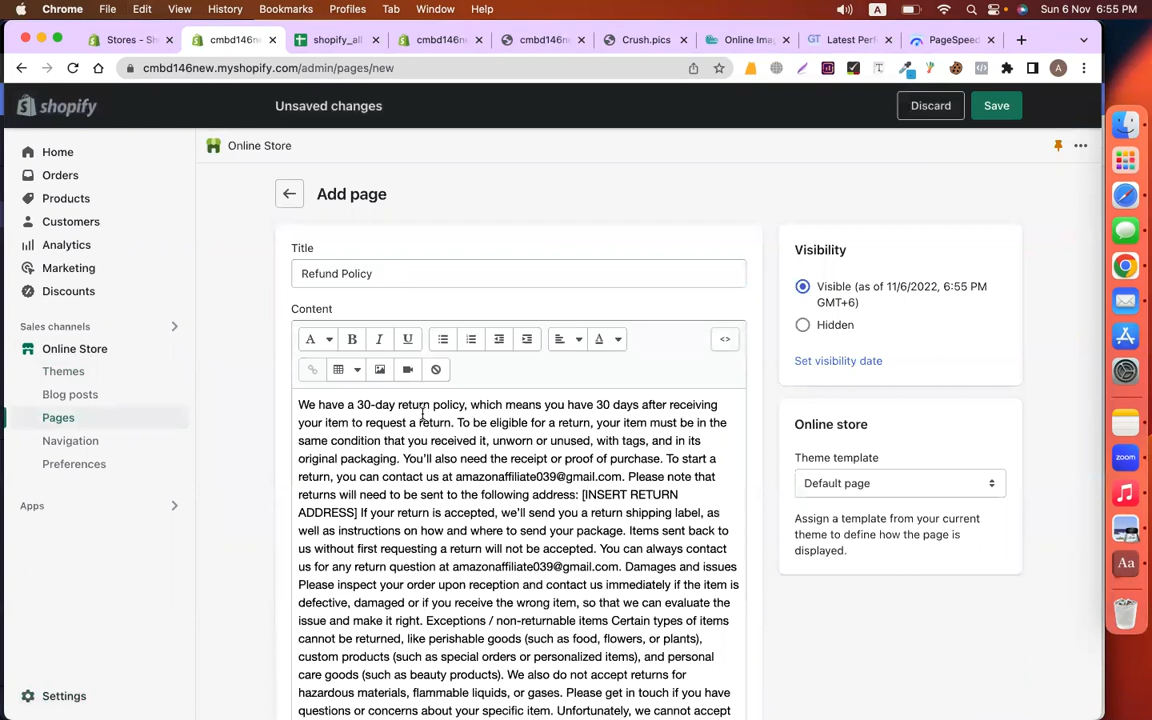 Chrome File Edit View History Bookmarks Profiles Tab Window Help A Sun 6 Nov 6:55 PM
Stores - Sh cmbd146ne shopify_all cmbd146new cmbd146new Crush.pics Online Ima Latest Perf PageSpeed
cmbd146new.myshopify.com/admin/pages/new A
shopify Unsaved changes Discard Save
Online Store
Home
Orders
Products
Customers
Analytics
Marketing
Discounts
Sales channels
Online Store
Themes
Blog posts
Pages
Navigation
Preferences
Apps
Settings
Add page
Title
Refund Policy
Content
A B I U A <>
We have a 30-day return policy, which means you have 30 days after receiving
your item to request a return. To be eligible for a return, your item must be in the
same condition that you received it, unworn or unused, with tags, and in its
original packaging. You’ll also need the receipt or proof of purchase. To start a
return, you can contact us at amazonaffiliate039@gmail.com. Please note that
returns will need to be sent to the following address: [INSERT RETURN
ADDRESS] If your return is accepted, we’ll send you a return shipping label, as
well as instructions on how and where to send your package. Items sent back to
us without first requesting a return will not be accepted. You can always contact
us for any return question at amazonaffiliate039@gmail.com. Damages and issues
Please inspect your order upon reception and contact us immediately if the item is
defective, damaged or if you receive the wrong item, so that we can evaluate the
issue and make it right. Exceptions / non-returnable items Certain types of items
cannot be returned, like perishable goods (such as food, flowers, or plants),
custom products (such as special orders or personalized items), and personal
care goods (such as beauty products). We also do not accept returns for
hazardous materials, flammable liquids, or gases. Please get in touch if you have
questions or concerns about your specific item. Unfortunately, we cannot accept
Visibility
Visible (as of 11/6/2022, 6:55 PM
GMT+6)
Hidden
Set visibility date
Online store
Theme template
Default page
Assign a template from your current
theme to define how the page is
displayed.
zoom
Aa